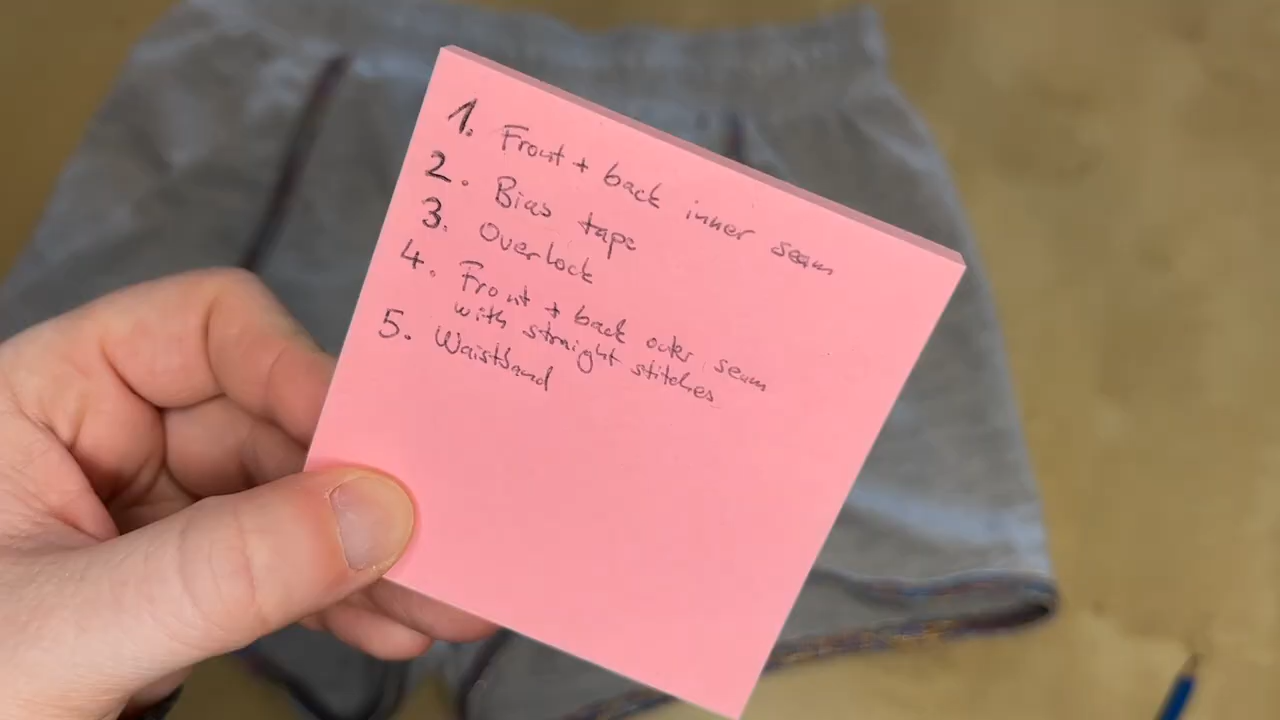 1. Front + back inner seam
2. Bias tape
3. Overlock
4. Front + back outer seam
with straight stitches
5. Waistband